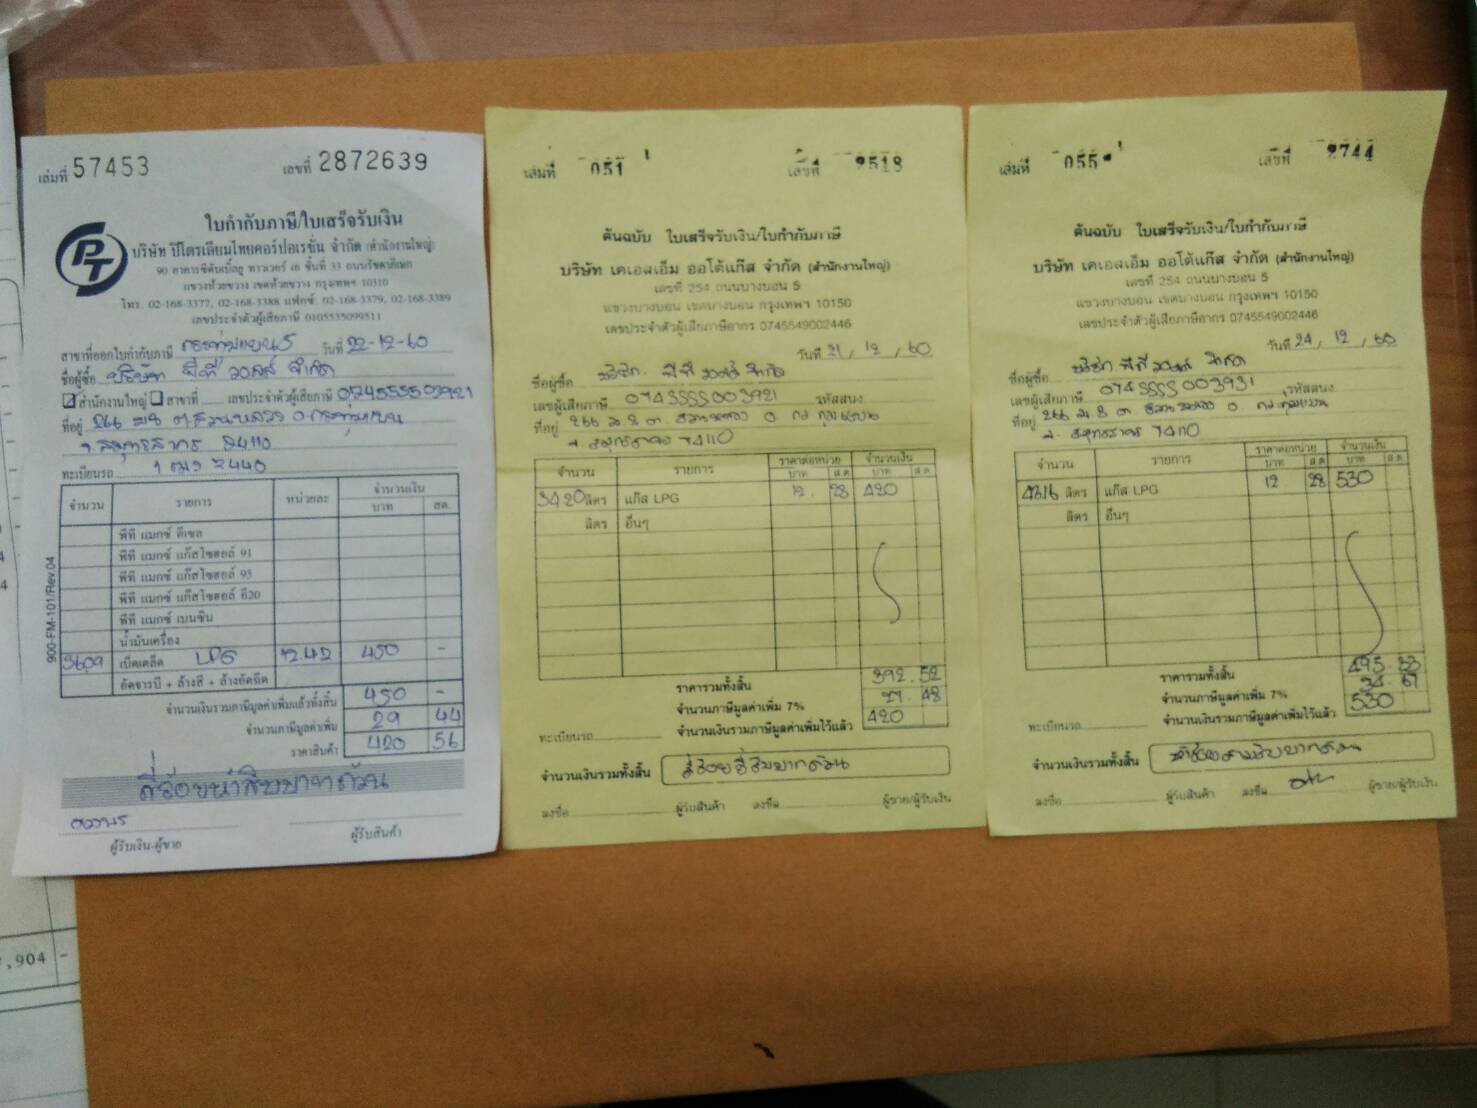 เล่มที่ 57453 เลขที่ 2872639
ใบกำกับภาษี/ใบเสร็จรับเงิน
PT
บริษัท ปิโตรเลียมไทยคอร์ปอเรชั่น จำกัด (สำนักงานใหญ่)
90 อาคารซีดับเบิ้ลยู ทาวเวอร์ เอ ชั้นที่ 33 ถนนรัชดาภิเษก
แขวงห้วยขวาง เขตห้วยขวาง กรุงเทพฯ 10310
โทร. 02-168-3377, 02-168-3388 แฟกซ์. 02-168-3379, 02-168-3389
เลขประจำตัวผู้เสียภาษี 0105535099511
สาขาที่ออกใบกำกับภาษี วันที่ 22-12-60
ชื่อผู้ซื้อ บริษัท พีที วอลล์ จำกัด
สำนักงานใหญ่ สาขาที่ เลขประจำตัวผู้เสียภาษี
ที่อยู่ 266 ม.8 ต.สวนหลวง อ.กระทุ่มแบน
จ.สมุทรสาคร 74110
ทะเบียนรถ
จำนวน รายการ หน่วยละ จำนวนเงิน
บาท สต.
พีที แมกซ์ ดีเซล
พีที แมกซ์ แก๊สโซฮอล์ 91
พีที แมกซ์ แก๊สโซฮอล์ 95
พีที แมกซ์ แก๊สโซฮอล์ อี20
พีที แมกซ์ เบนซิน
น้ำมันเครื่อง
เบ็ดเตล็ด LPG 12.42 450 -
อัดจารบี + ล้างสี + ล้างอัดฉีด
จำนวนเงินรวมภาษีมูลค่าเพิ่มแล้วทั้งสิ้น 450 -
จำนวนภาษีมูลค่าเพิ่ม 29 44
ราคาสินค้า 420 56
สี่ร้อยห้าสิบบาทถ้วน
ผู้รับเงิน-ผู้ขาย ผู้รับสินค้า
900-FM-101/Rev.04
เล่มที่ 051 เลขที่ 2518
ต้นฉบับ ใบเสร็จรับเงิน/ใบกำกับภาษี
บริษัท เคเอสเอ็ม ออโต้แก๊ส จำกัด (สำนักงานใหญ่)
เลขที่ 254 ถนนบางบอน 5
แขวงบางบอน เขตบางบอน กรุงเทพฯ 10150
เลขประจำตัวผู้เสียภาษีอากร 0745549002446
วันที่ 21 / 12 / 60
ชื่อผู้ซื้อ บริษัท พีที วอลล์ จำกัด
เลขผู้เสียภาษี 0745555003921 รหัสสนง.
ที่อยู่ 266 ม.8 ต.สวนหลวง อ กระทุ่มแบน
จ. สมุทรสาคร 74110
จำนวน รายการ ราคาต่อหน่วย จำนวนเงิน
บาท ส.ต. บาท ส.ต.
3420 ลิตร แก๊ส LPG 12. 28 420
ลิตร อื่นๆ
ราคารวมทั้งสิ้น 392.52
จำนวนภาษีมูลค่าเพิ่ม 7% 27 48
ทะเบียนรถ จำนวนเงินรวมภาษีมูลค่าเพิ่มไว้แล้ว 420
จำนวนเงินรวมทั้งสิ้น สี่ร้อยยี่สิบบาทถ้วน
ลงชื่อ ผู้รับสินค้า ลงชื่อ ผู้ขาย/ผู้รับเงิน
เล่มที่ 055 เลขที่ 2744
ต้นฉบับ ใบเสร็จรับเงิน/ใบกำกับภาษี
บริษัท เคเอสเอ็ม ออโต้แก๊ส จำกัด (สำนักงานใหญ่)
เลขที่ 254 ถนนบางบอน 5
แขวงบางบอน เขตบางบอน กรุงเทพฯ 10150
เลขประจำตัวผู้เสียภาษีอากร 0745549002446
วันที่ 24 / 12 / 60
ชื่อผู้ซื้อ บริษัท พีที วอลล์ จำกัด
เลขผู้เสียภาษี 0745555003931 รหัสสนง.
ที่อยู่ 266 ม.8 ต. สวนหลวง อ กระทุ่มแบน
จ. สมุทรสาคร 74110
จำนวน รายการ ราคาต่อหน่วย จำนวนเงิน
บาท ส.ต. บาท ส.ต.
4316 ลิตร แก๊ส LPG 12 28 530
ลิตร อื่นๆ
ราคารวมทั้งสิ้น 495.33
จำนวนภาษีมูลค่าเพิ่ม 7% 34 67
จำนวนเงินรวมภาษีมูลค่าเพิ่มไว้แล้ว 530
ทะเบียนรถ
จำนวนเงินรวมทั้งสิ้น ห้าร้อยสามสิบบาทถ้วน
ลงชื่อ ผู้รับสินค้า ลงชื่อ ผู้ขาย/ผู้รับเงิน
,904 -